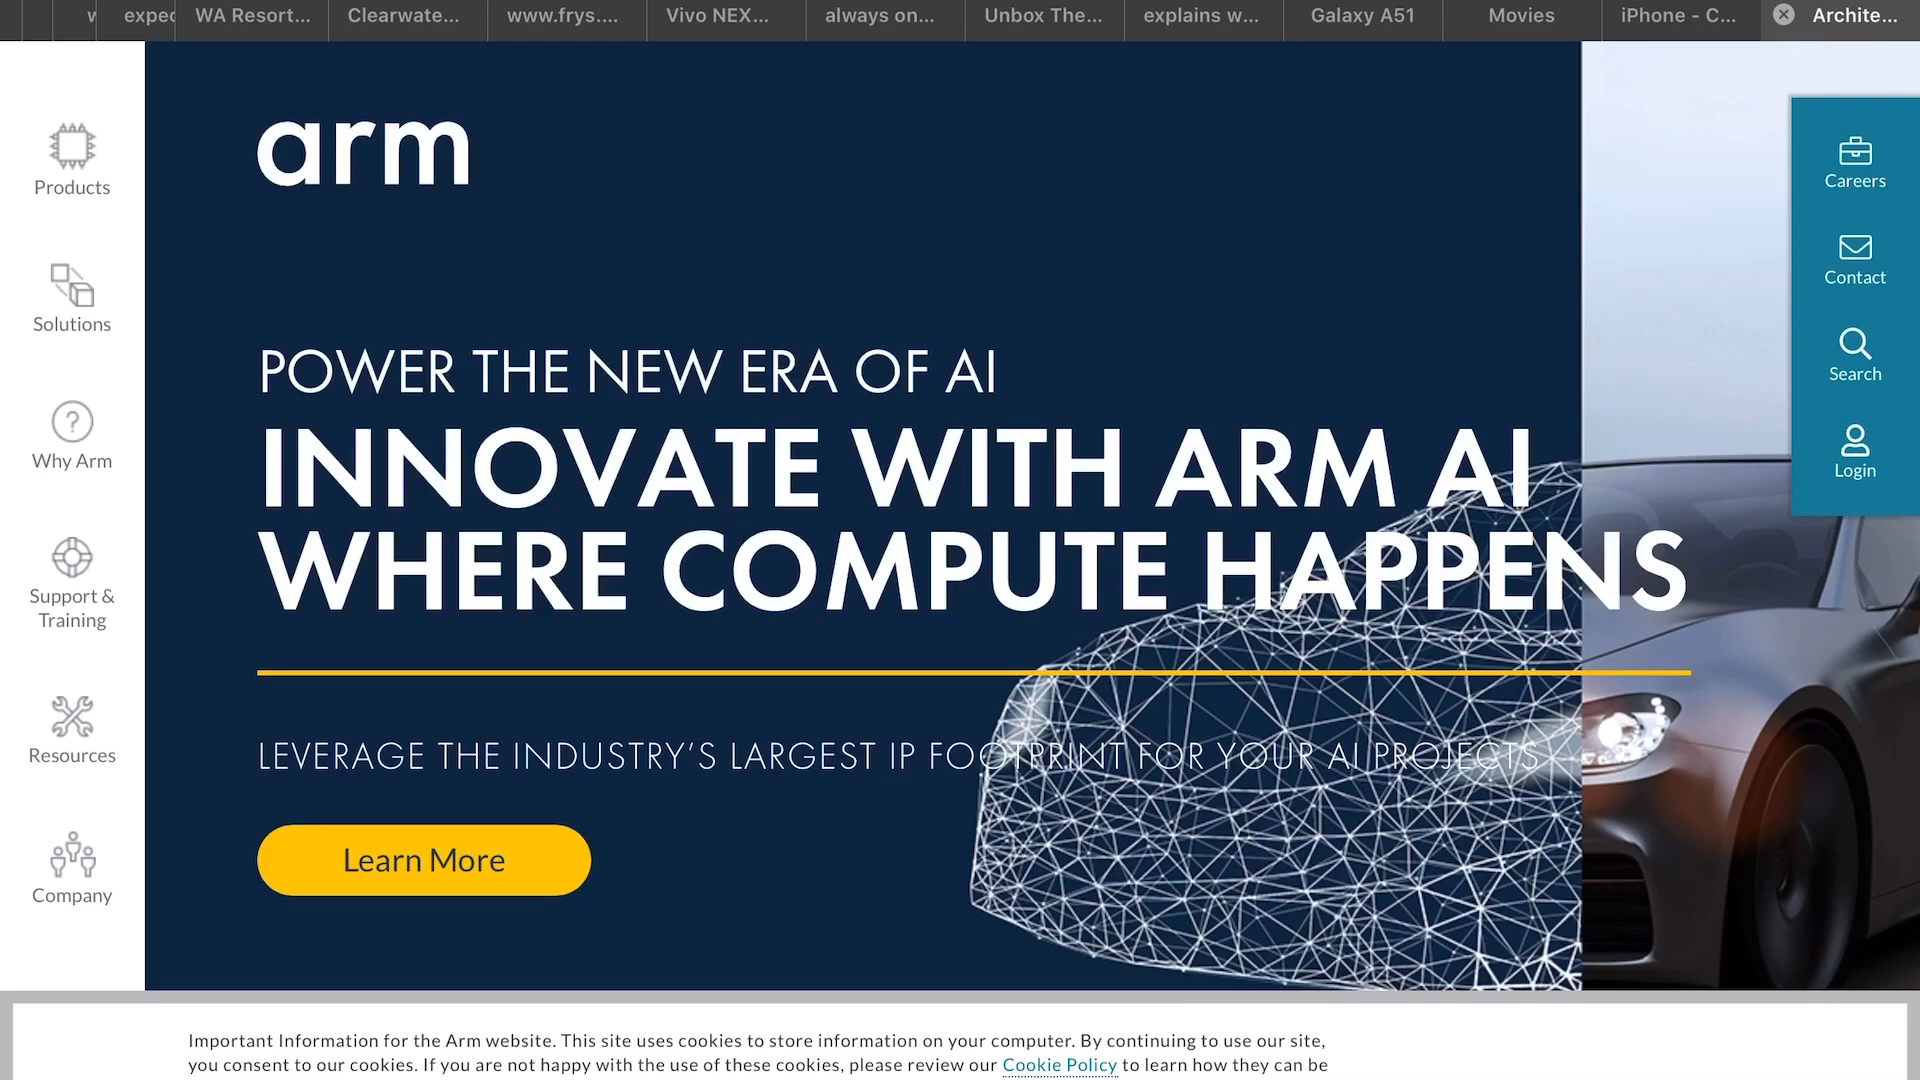 WA Resort...
Clearwate...
www.frys....
Vivo NEX...
always on...
Unbox The...
explains w...
Galaxy A51
Movies
iPhone - C...
Archite...
arm
Products
Solutions
Why Arm
Support &
Training
Resources
Company
POWER THE NEW ERA OF AI
INNOVATE WITH ARM AI
WHERE COMPUTE HAPPENS
LEVERAGE THE INDUSTRY'S LARGEST IP FOOTPRINT FOR YOUR AI PROJECTS
Learn More
Careers
Contact
Search
Login
Important Information for the Arm website. This site uses cookies to store information on your computer. By continuing to use our site,
you consent to our cookies. If you are not happy with the use of these cookies, please review our Cookie Policy to learn how they can be